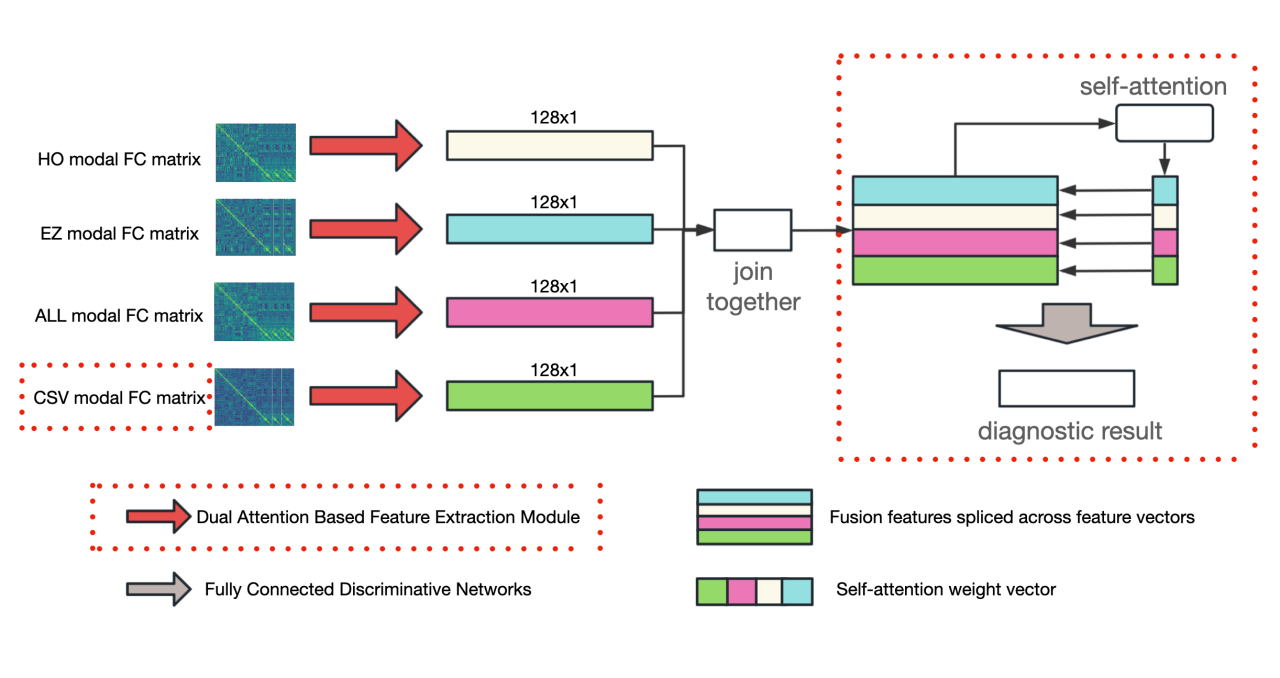 self-attention
128x1
HO modal FC matrix
128x1
EZ modal FC matrix
join
together
128x1
ALL modal FC matrix
128x1
CSV modal FC matrix
diagnostic result
Dual Attention Based Feature Extraction Module
Fusion features spliced across feature vectors
Fully Connected Discriminative Networks
Self-attention weight vector